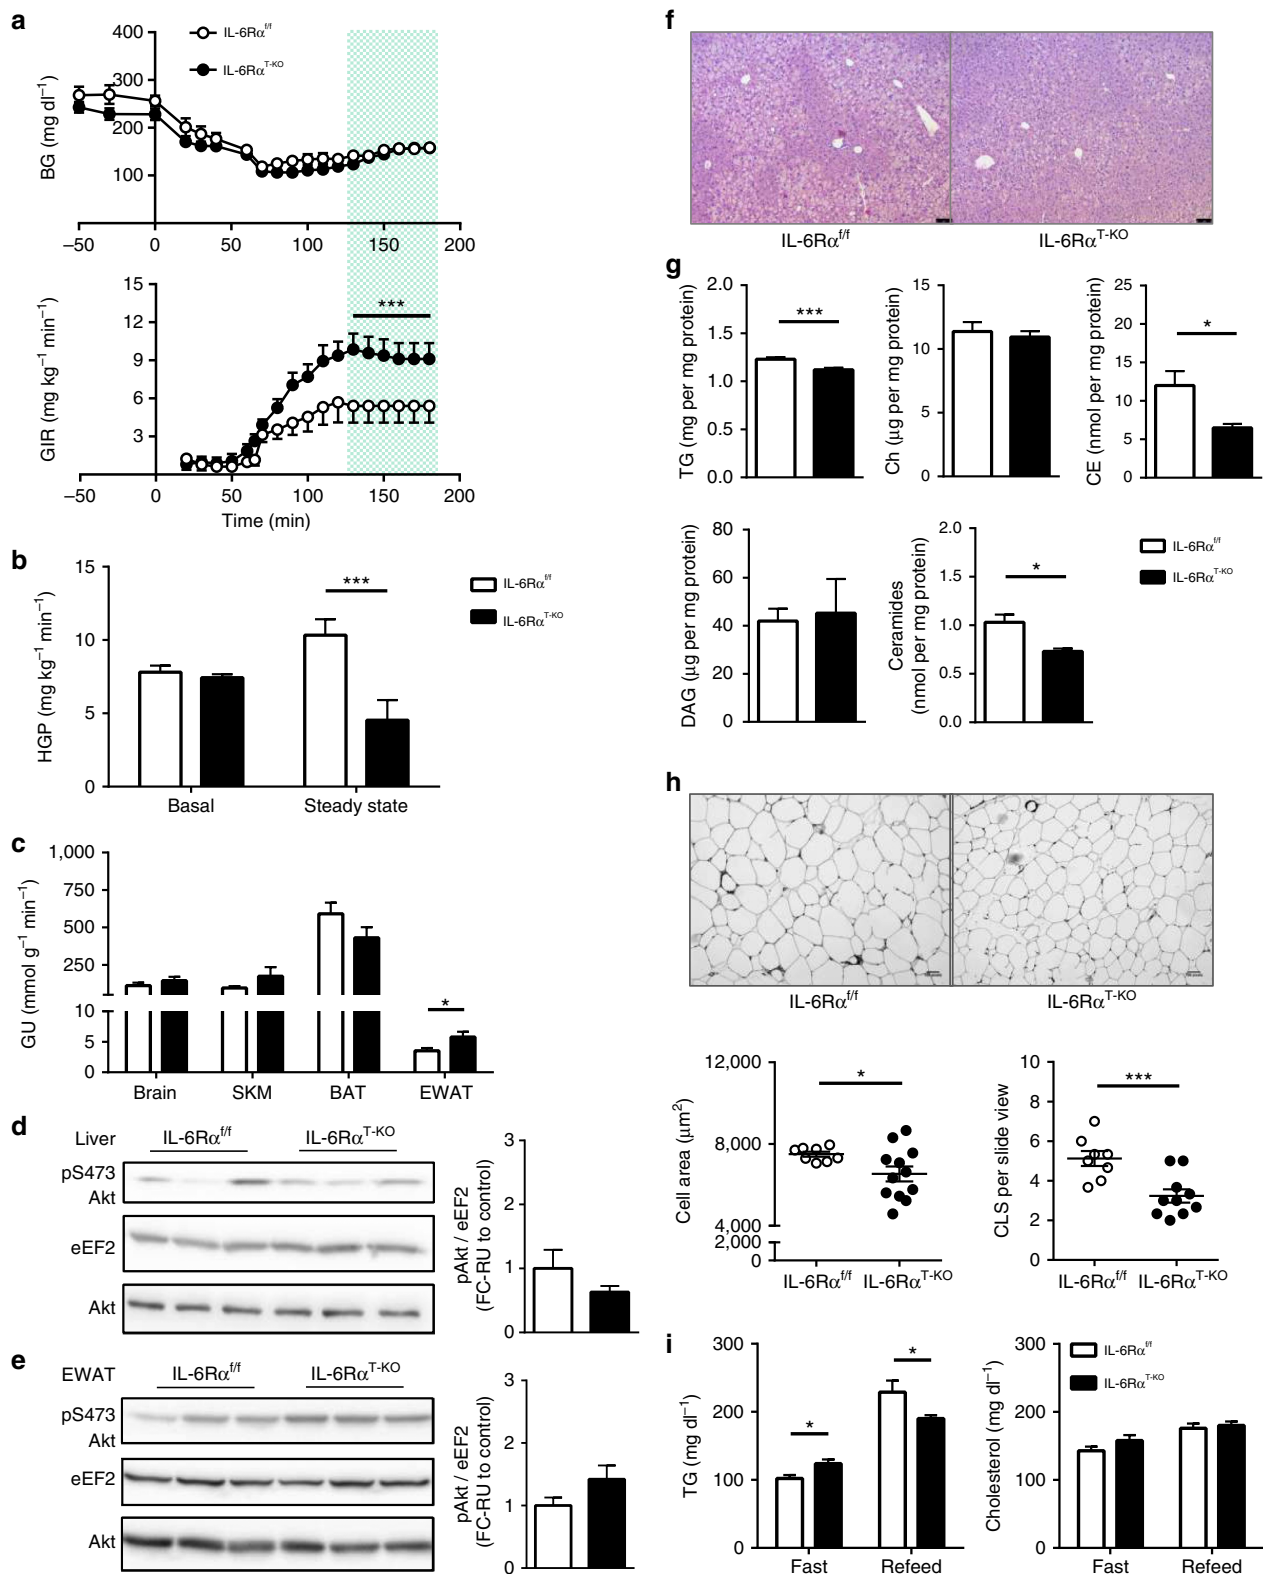 a
IL-6Rα^f/f
IL-6Rα^T-KO
BG (mg dl⁻¹)
400
300
200
100
–50 0 50 100 150 200
GIR (mg kg⁻¹ min⁻¹)
15
12
9
6
3
***
–50 0 50 100 150 200
Time (min)
b
HGP (mg kg⁻¹ min⁻¹)
15
10
5
0
***
Basal Steady state
IL-6Rα^f/f
IL-6Rα^T-KO
c
GU (mmol g⁻¹ min⁻¹)
1,000
750
500
250
10
5
0
*
Brain SKM BAT EWAT
d
Liver IL-6Rα^f/f IL-6Rα^T-KO
pS473
Akt
eEF2
Akt
pAkt / eEF2
(FC-RU to control)
3
2
1
0
e
EWAT IL-6Rα^f/f IL-6Rα^T-KO
pS473
Akt
eEF2
Akt
pAkt / eEF2
(FC-RU to control)
3
2
1
0
f
IL-6Rα^f/f IL-6Rα^T-KO
g
TG (mg per mg protein)
2.0
1.5
1.0
0.5
0.0
***
Ch (μg per mg protein)
15
10
5
0
CE (nmol per mg protein)
25
20
15
10
5
0
*
DAG (μg per mg protein)
80
60
40
20
0
Ceramides
(nmol per mg protein)
2.0
1.5
1.0
0.5
0.0
*
IL-6Rα^f/f
IL-6Rα^T-KO
h
IL-6Rα^f/f IL-6Rα^T-KO
Cell area (μm²)
12,000
8,000
4,000
2,000
0
*
IL-6Rα^f/f IL-6Rα^T-KO
CLS per slide view
10
8
6
4
2
0
***
IL-6Rα^f/f IL-6Rα^T-KO
i
TG (mg dl⁻¹)
300
200
100
0
*
*
Fast Refeed
Cholesterol (mg dl⁻¹)
300
200
100
0
IL-6Rα^f/f
IL-6Rα^T-KO
Fast Refeed